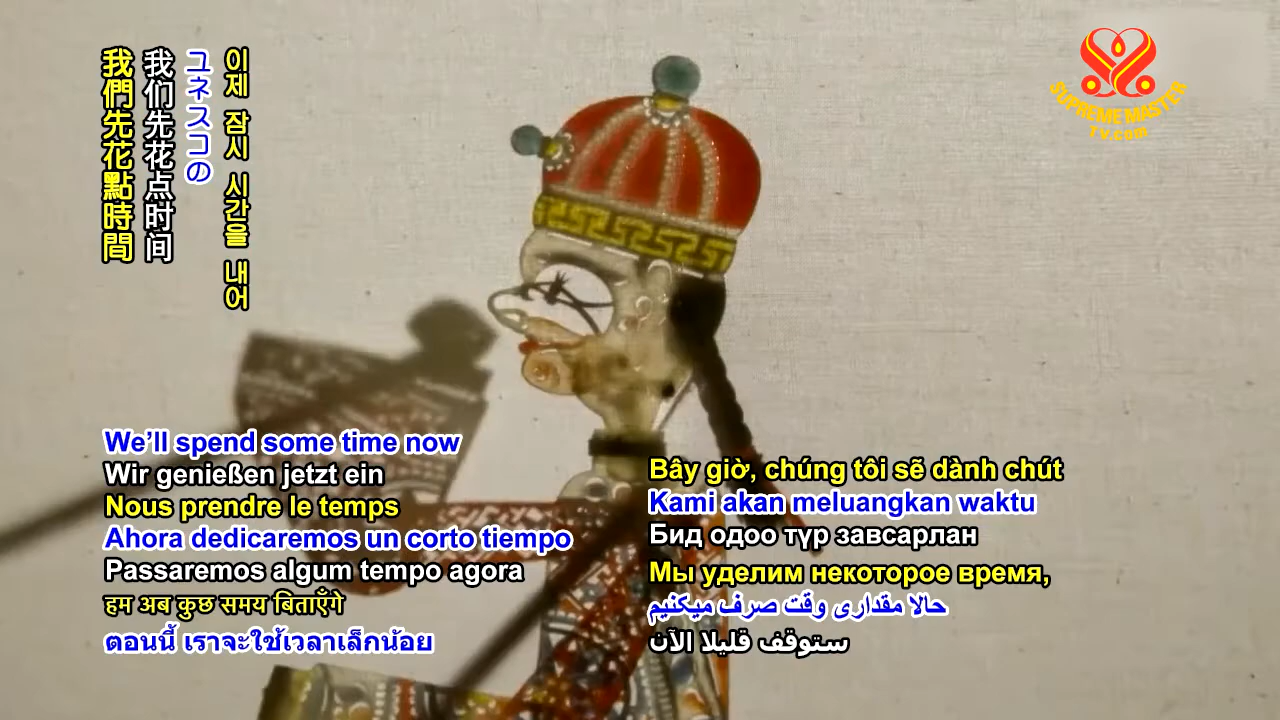 이제 잠시 시간을 내어
ユネスコの
我们先花点时间
我們先花點時間
SUPREME MASTER
TV.com
We'll spend some time now
Wir genießen jetzt ein
Nous prendre le temps
Ahora dedicaremos un corto tiempo
Passaremos algum tempo agora
हम अब कुछ समय बिताएँगे
ตอนนี้ เราจะใช้เวลาเล็กน้อย
Bây giờ, chúng tôi sẽ dành chút
Kami akan meluangkan waktu
Бид одоо түр завсарлан
Мы уделим некоторое время,
حالا مقداری وقت صرف میکنیم
ستوقف قليلا الآن